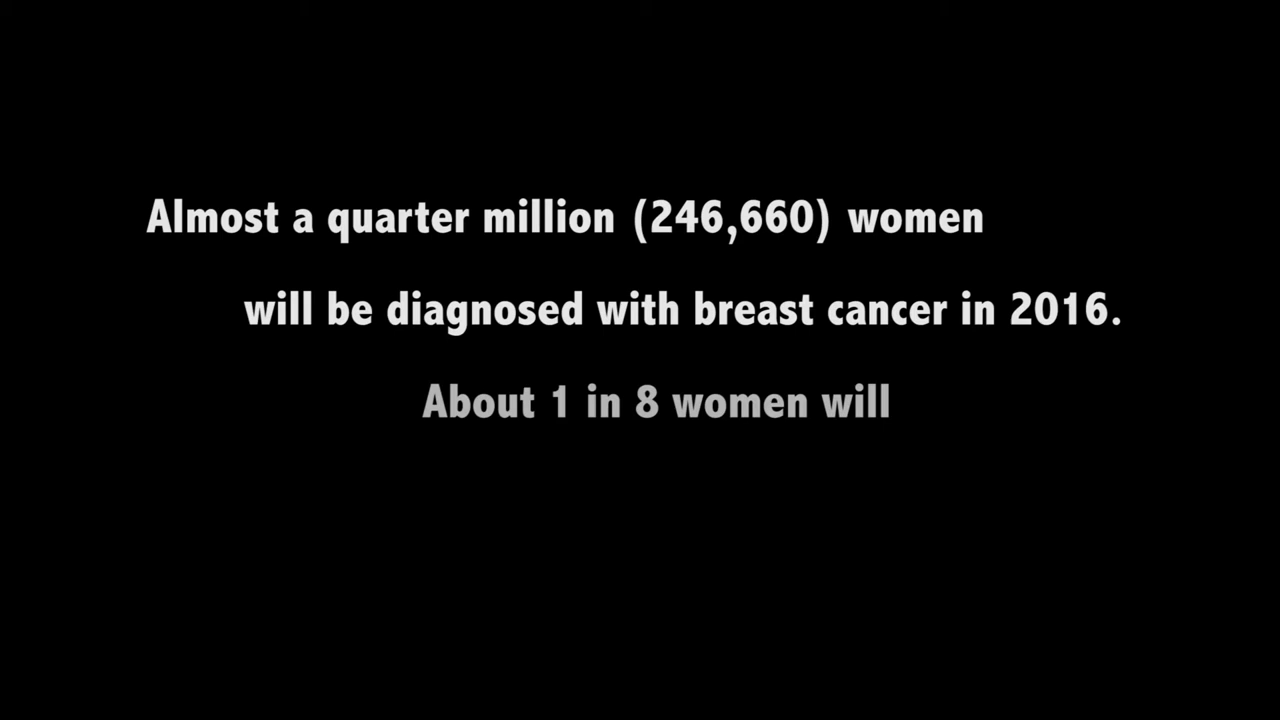 Almost a quarter million (246,660) women
will be diagnosed with breast cancer in 2016.
About 1 in 8 women will